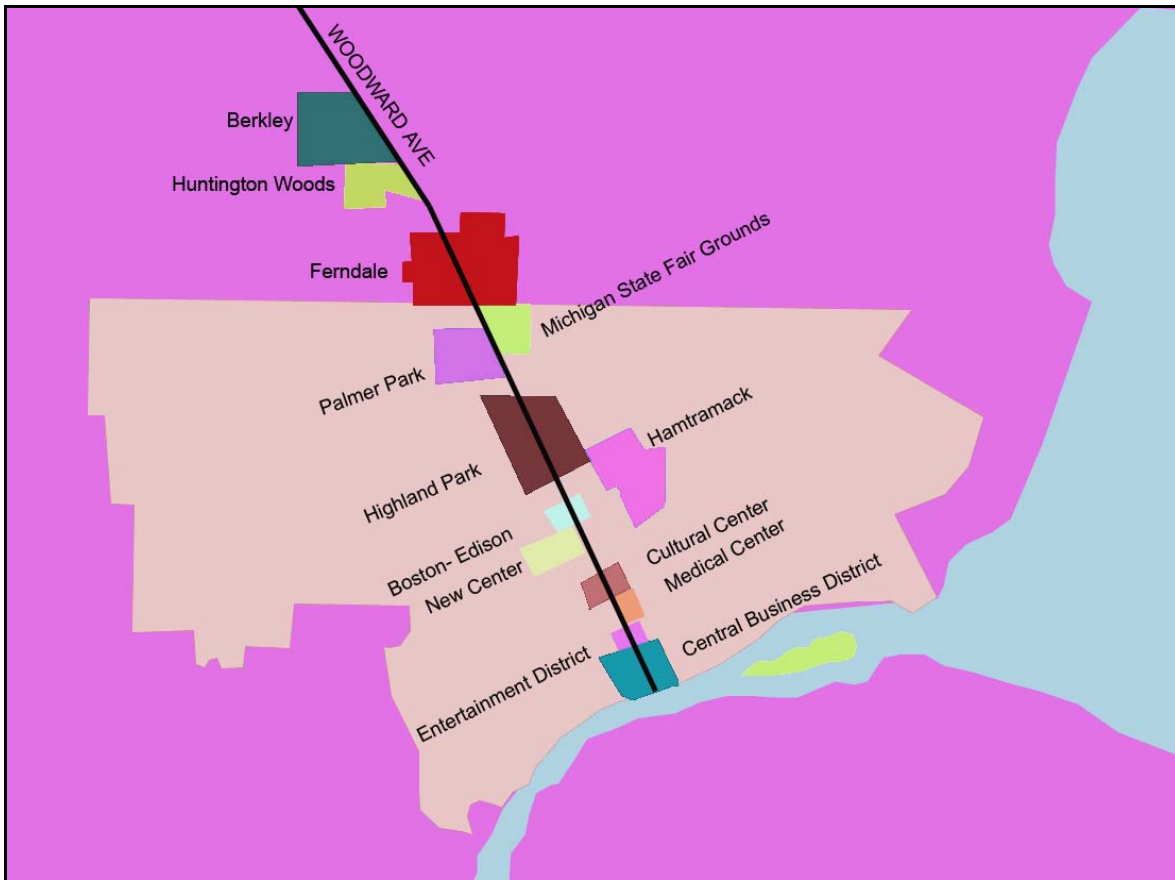 WOODWARD AVE
Berkley
Huntington Woods
Ferndale
Michigan State Fair Grounds
Palmer Park
Hamtramack
Highland Park
Boston- Edison
New Center
Cultural Center
Medical Center
Central Business District
Entertainment District